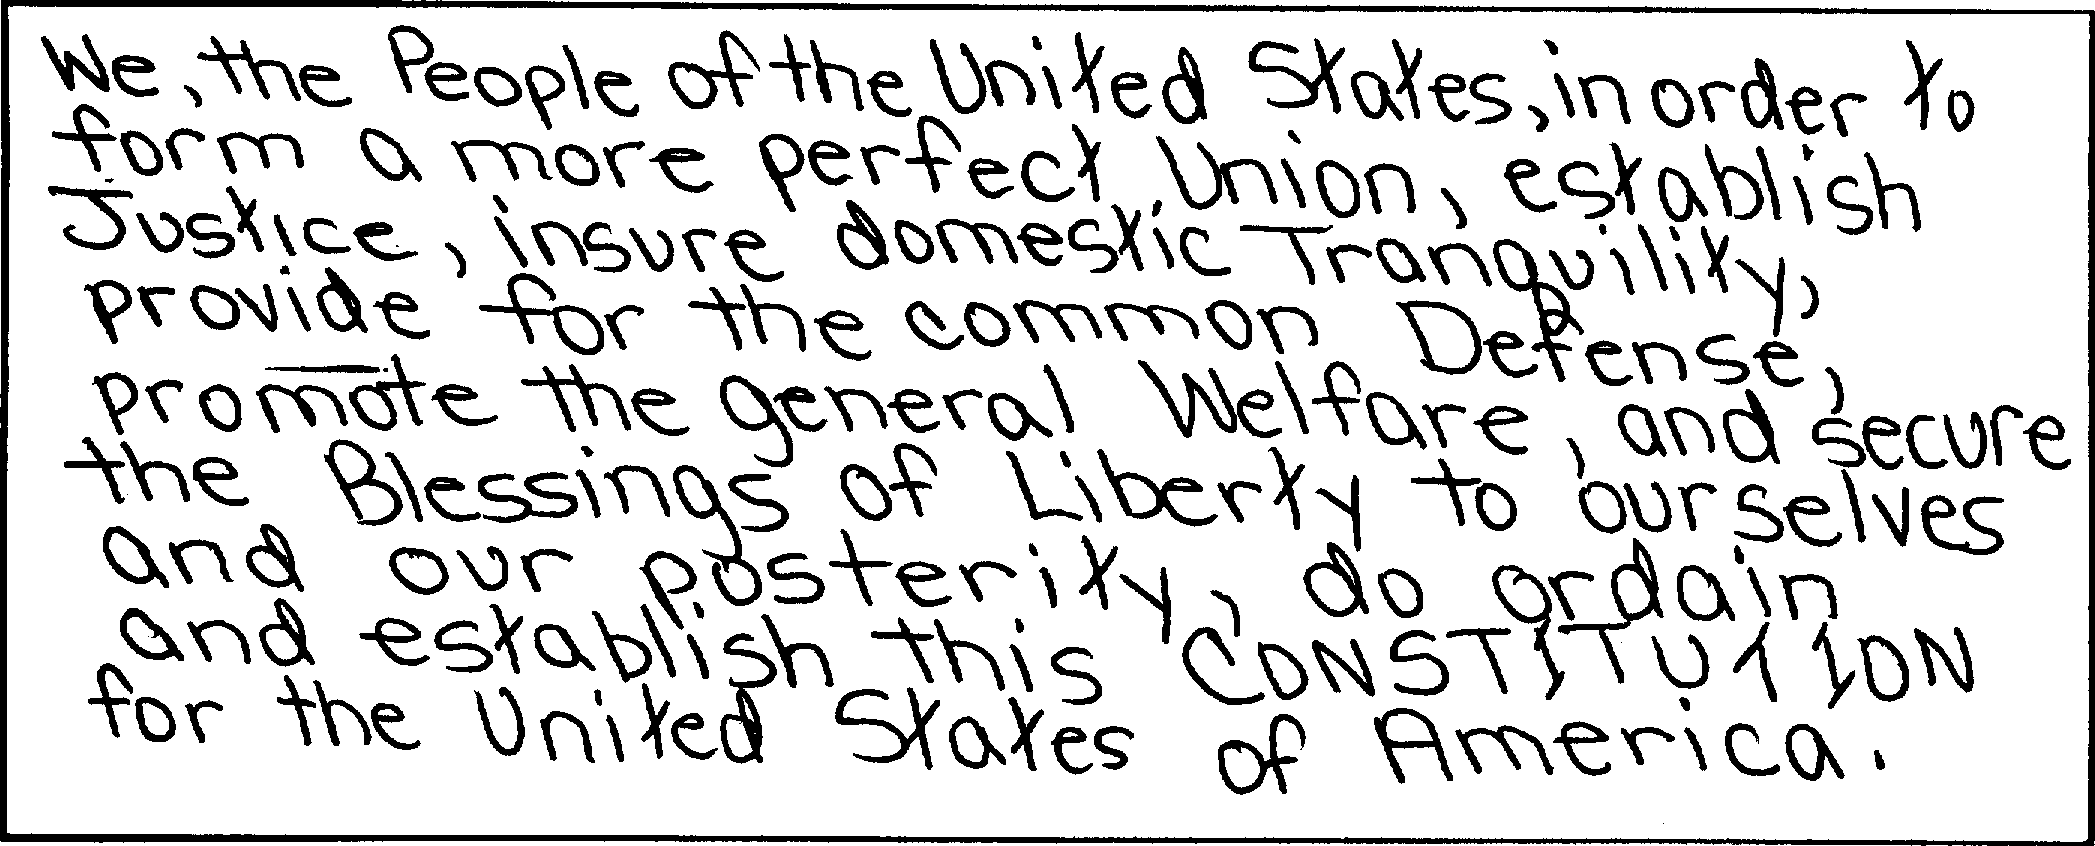 We, the People of the United States, in order to
form a more perfect Union, establish
Justice, insure domestic Tranquility,
provide for the common Defense,
promote the general Welfare, and secure
the Blessings of Liberty to ourselves
and our posterity, do ordain
and establish this CONSTITUTION
for the United States of America.